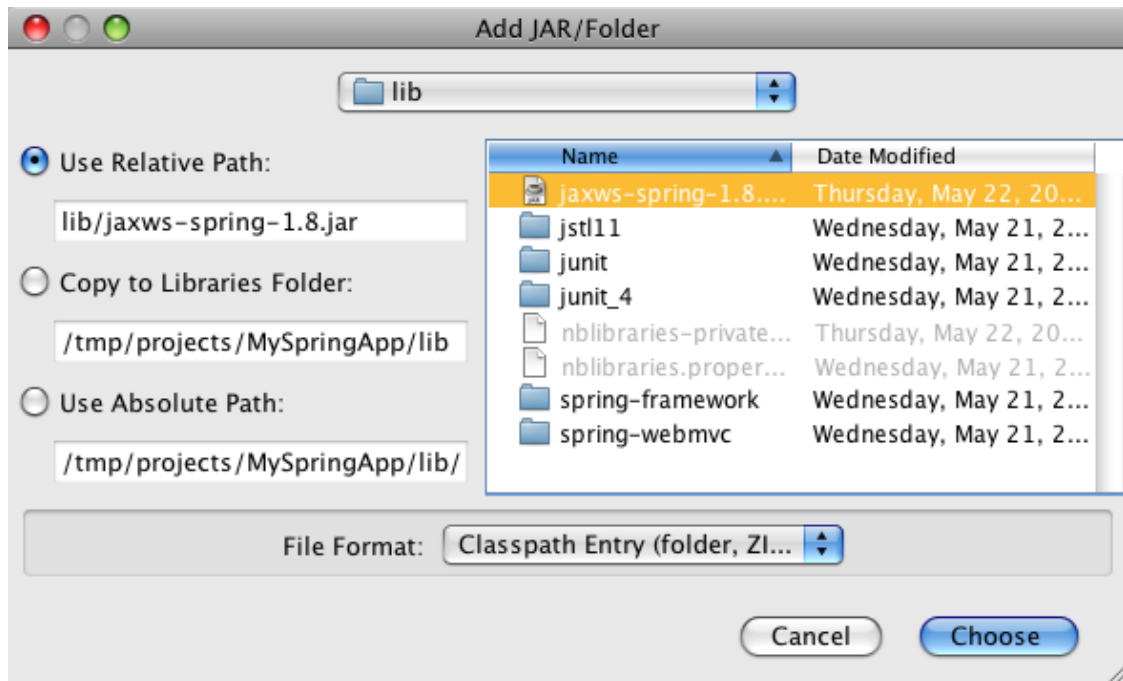 Add JAR/Folder
lib
Use Relative Path:
lib/jaxws-spring-1.8.jar
Copy to Libraries Folder:
/tmp/projects/MySpringApp/lib
Use Absolute Path:
/tmp/projects/MySpringApp/lib/
Name Date Modified
jaxws-spring-1.8.... Thursday, May 22, 20...
jstl11 Wednesday, May 21, 2...
junit Wednesday, May 21, 2...
junit_4 Wednesday, May 21, 2...
nblibraries-private... Thursday, May 22, 20...
nblibraries.proper... Wednesday, May 21, 2...
spring-framework Wednesday, May 21, 2...
spring-webmvc Wednesday, May 21, 2...
File Format: Classpath Entry (folder, ZI...
Cancel Choose